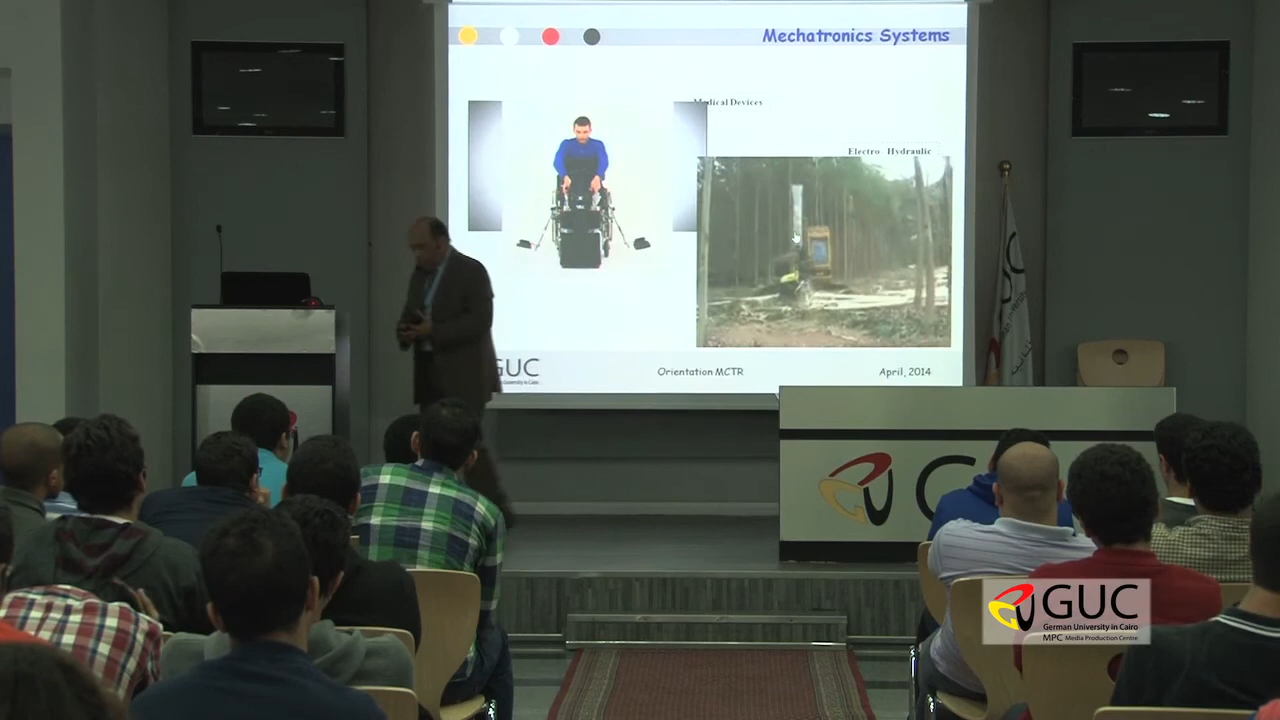 Mechatronics Systems
Medical Devices
Electro Hydraulic
GUC
Orientation MCTR
April, 2014
GUC
German University in Cairo
MPC Media Production Centre